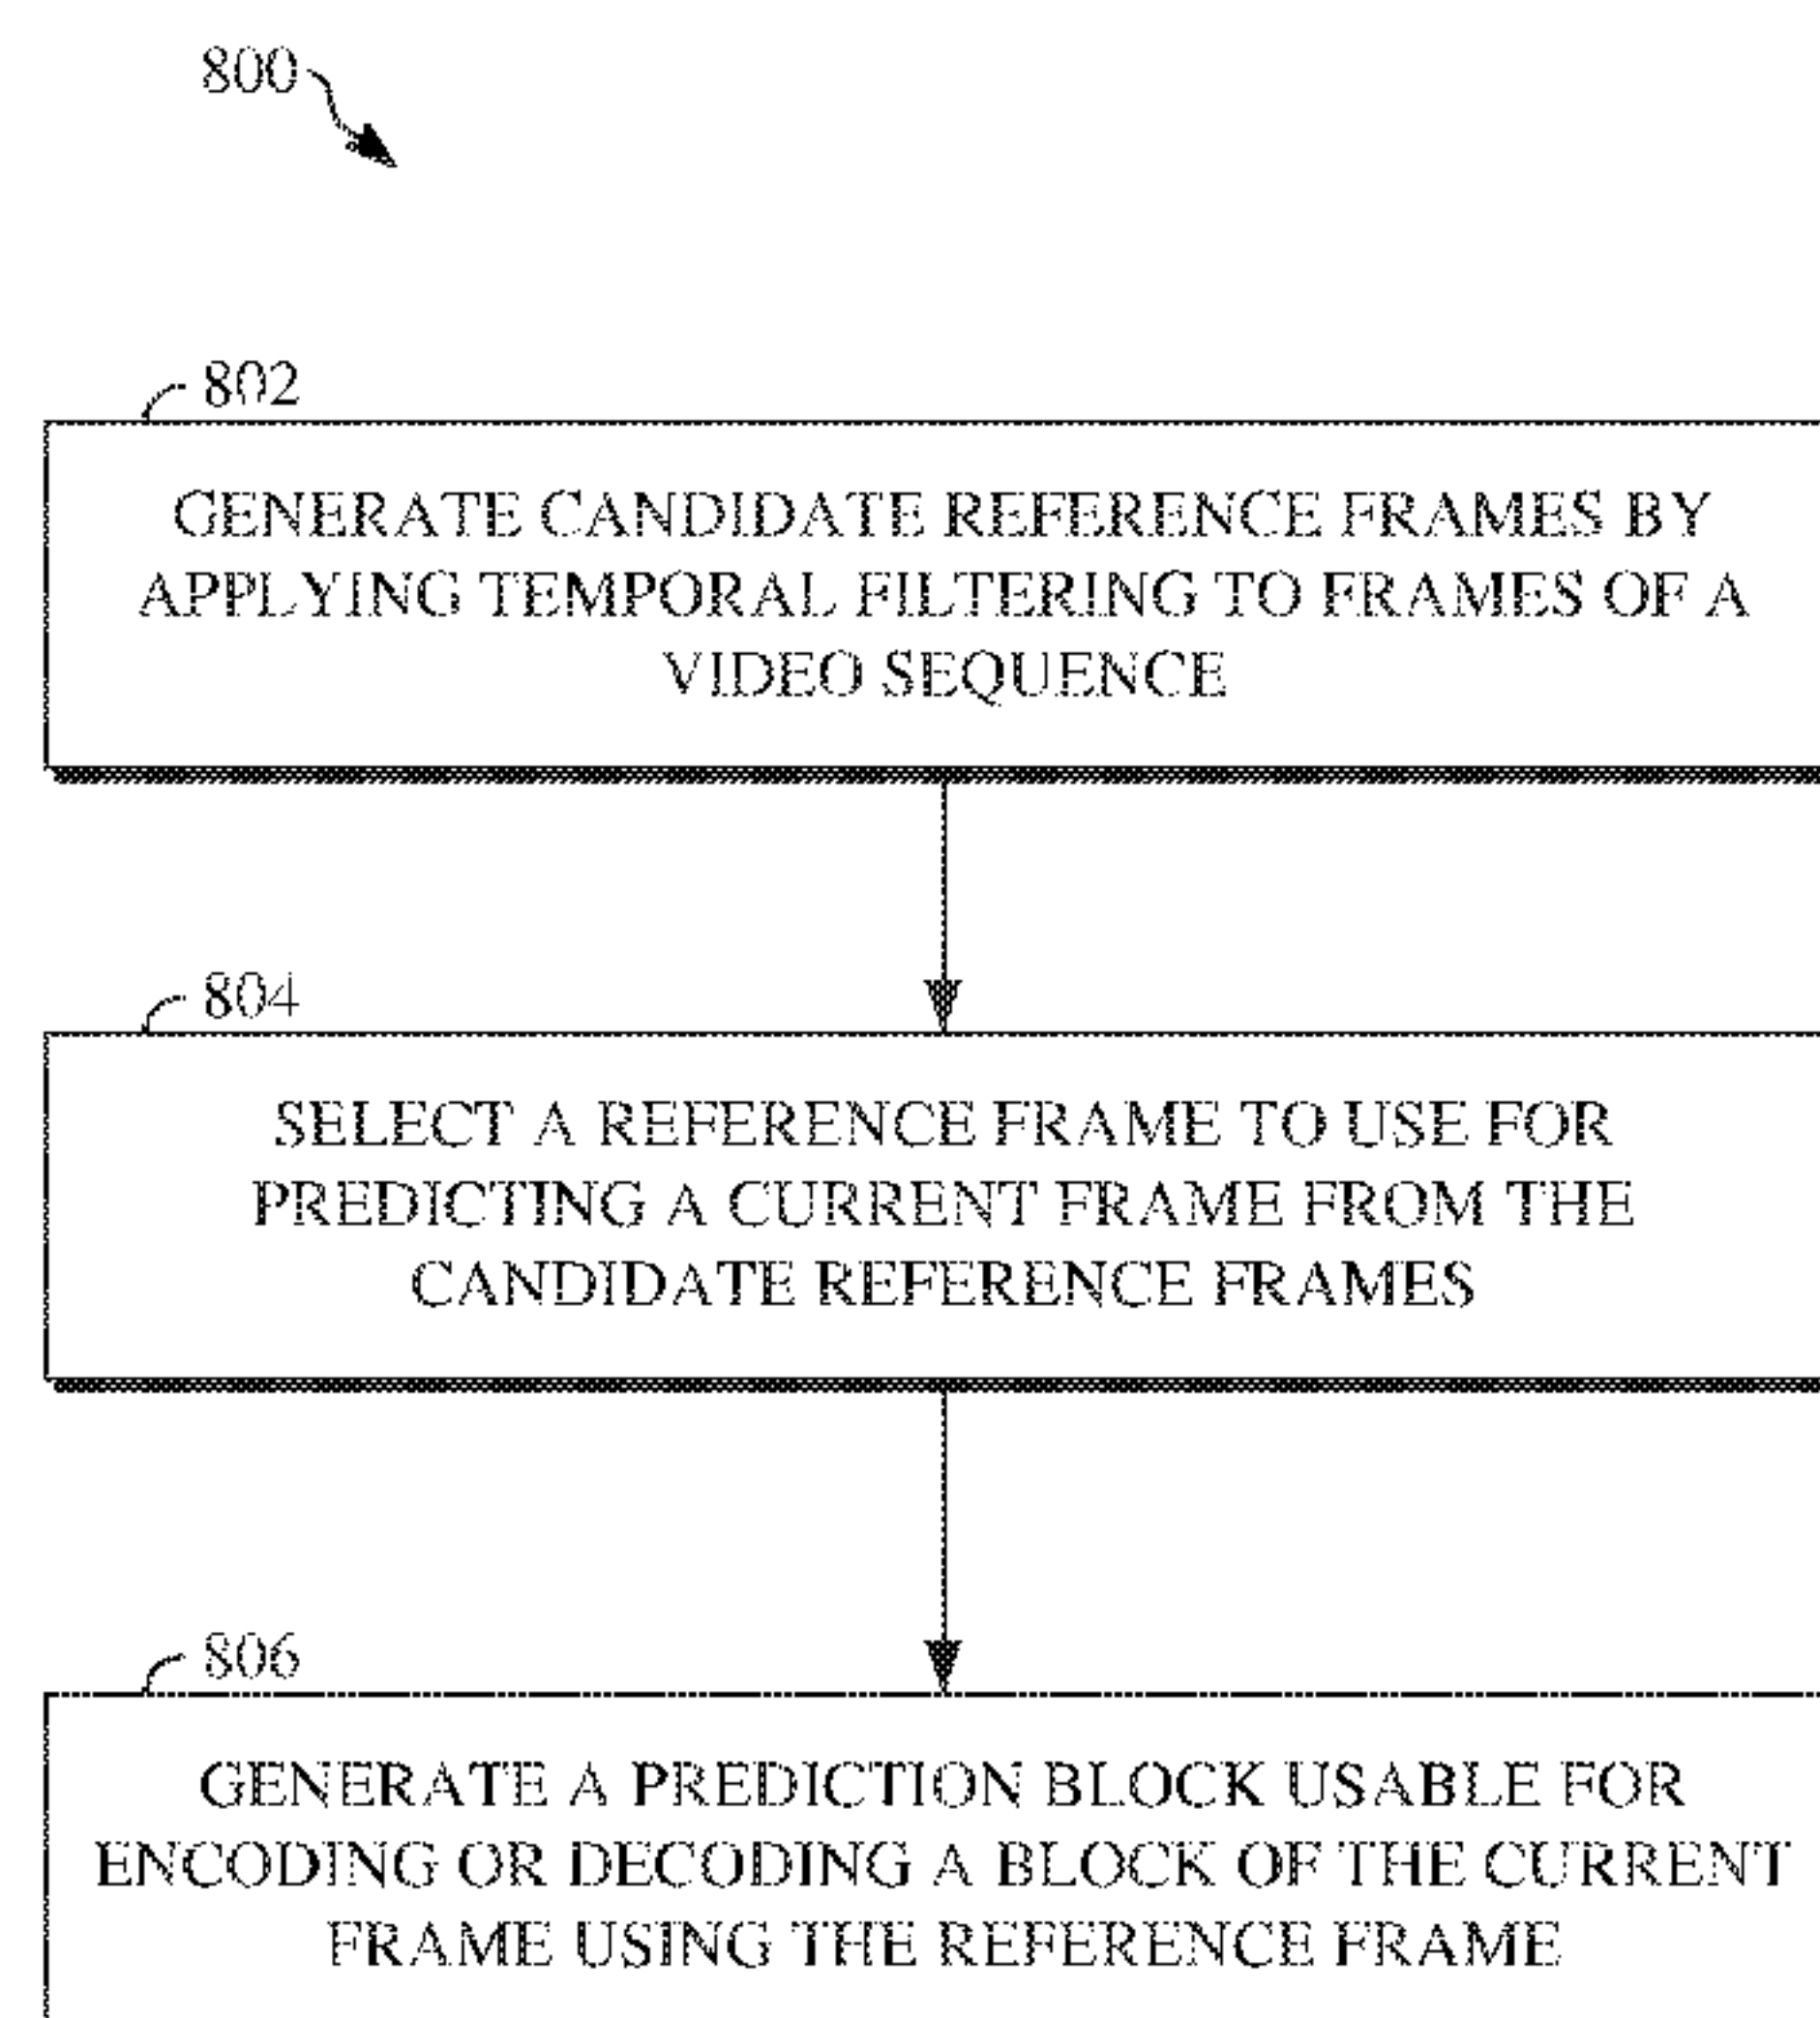 800
802
GENERATE CANDIDATE REFERENCE FRAMES BY
APPLYING TEMPORAL FILTERING TO FRAMES OF A
VIDEO SEQUENCE
804
SELECT A REFERENCE FRAME TO USE FOR
PREDICTING A CURRENT FRAME FROM THE
CANDIDATE REFERENCE FRAMES
806
GENERATE A PREDICTION BLOCK USABLE FOR
ENCODING OR DECODING A BLOCK OF THE CURRENT
FRAME USING THE REFERENCE FRAME